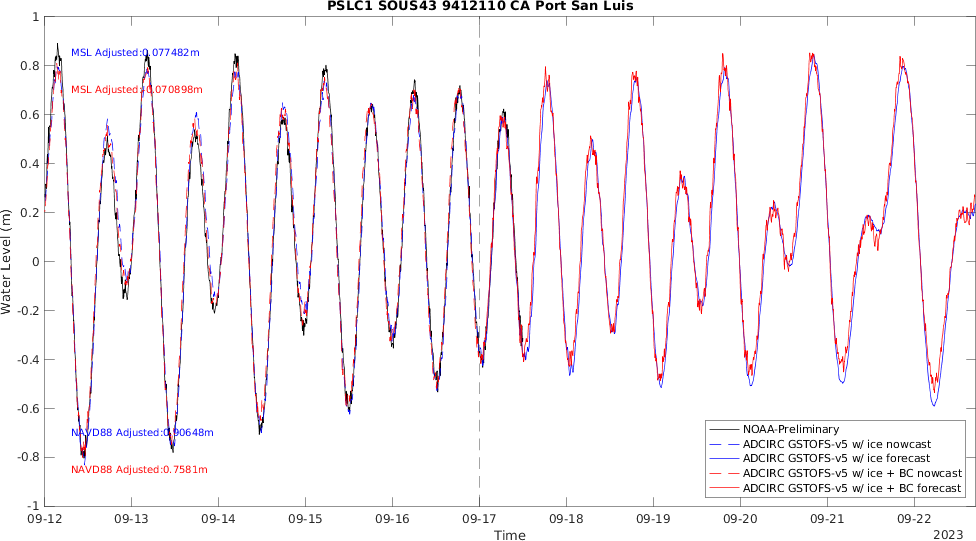 PSLC1 SOUS43 9412110 CA Port San Luis
1
0.8
0.6
0.4
0.2
0
-0.2
-0.4
-0.6
-0.8
-1
Water Level (m)
MSL Adjusted:0.077482m
MSL Adjusted:-0.070898m
NAVD88 Adjusted:0.90648m
NAVD88 Adjusted:0.7581m
NOAA-Preliminary
ADCIRC GSTOFS-v5 w/ ice nowcast
ADCIRC GSTOFS-v5 w/ ice forecast
ADCIRC GSTOFS-v5 w/ ice + BC nowcast
ADCIRC GSTOFS-v5 w/ ice + BC forecast
09-12 09-13 09-14 09-15 09-16 09-17 09-18 09-19 09-20 09-21 09-22
Time
2023